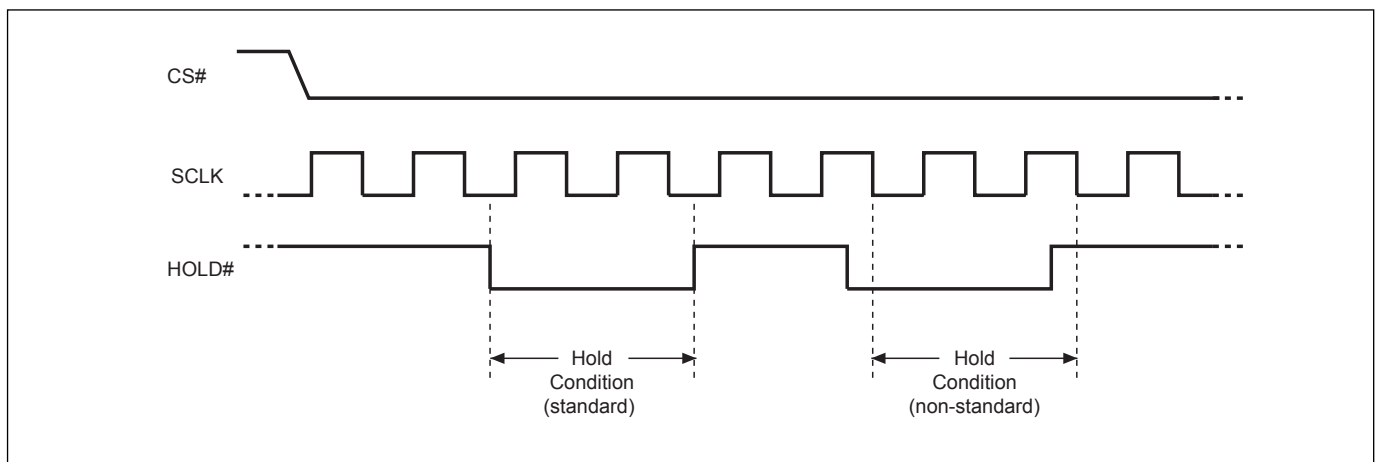 CS#
SCLK
HOLD#
Hold
Condition
(standard)
Hold
Condition
(non-standard)